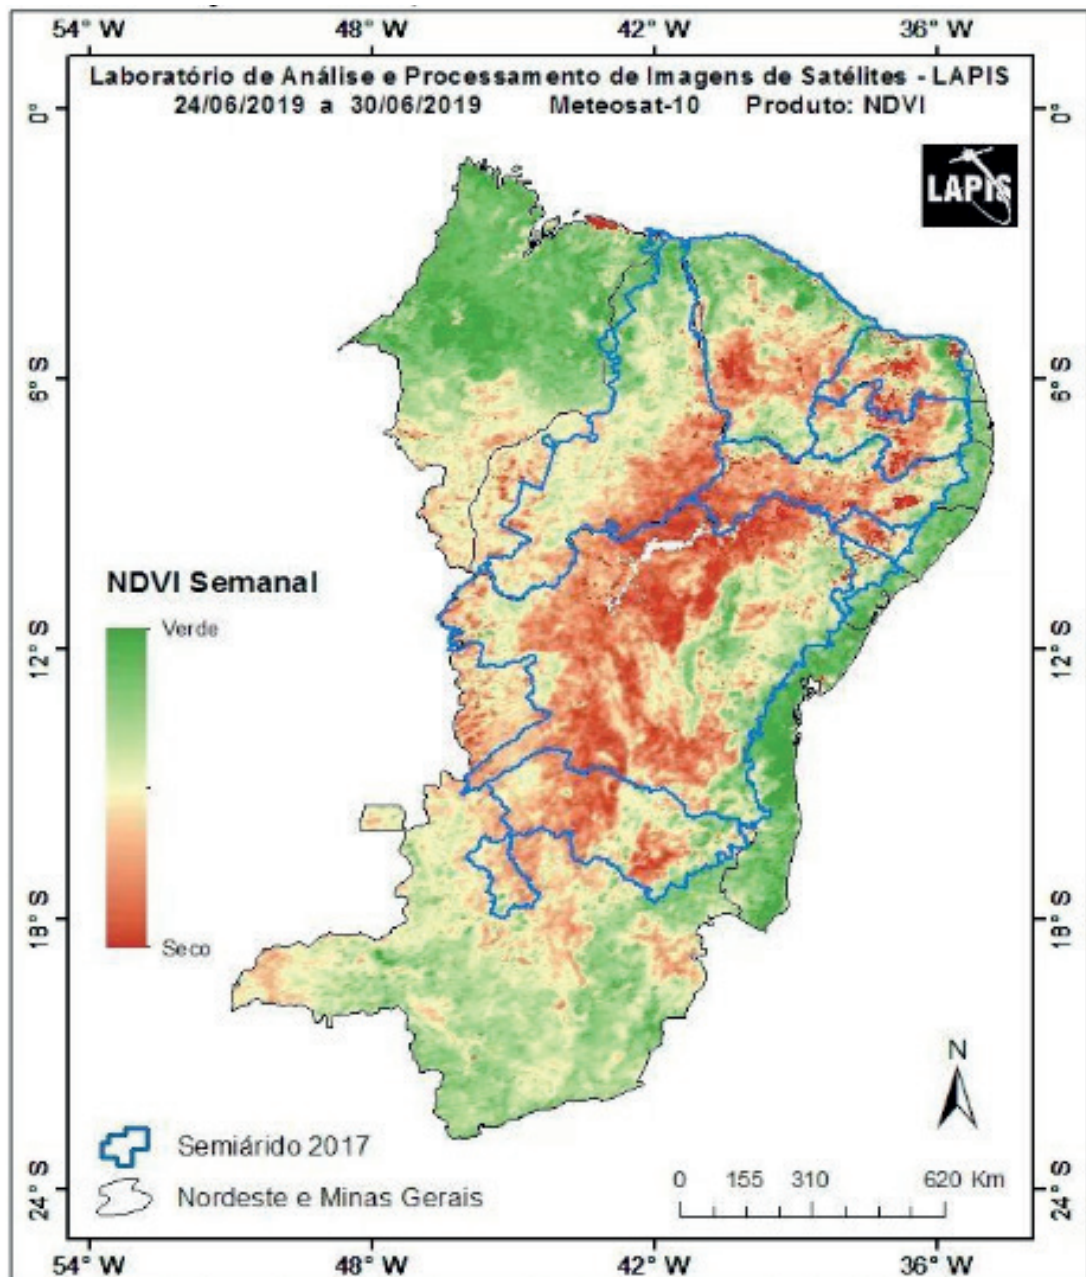 54° W 48° W 42° W 36° W
Laboratório de Análise e Processamento de Imagens de Satélites - LAPIS
24/06/2019 a 30/06/2019 Meteosat-10 Produto: NDVI
0° 0°
LAPIS
6°S 6°S
NDVI Semanal
Verde
12°S 12°S
18°S 18°S
Seco
N
Semiárido 2017
Nordeste e Minas Gerais
0 155 310 620 Km
24°S 24°S
54° W 48° W 42° W 36° W